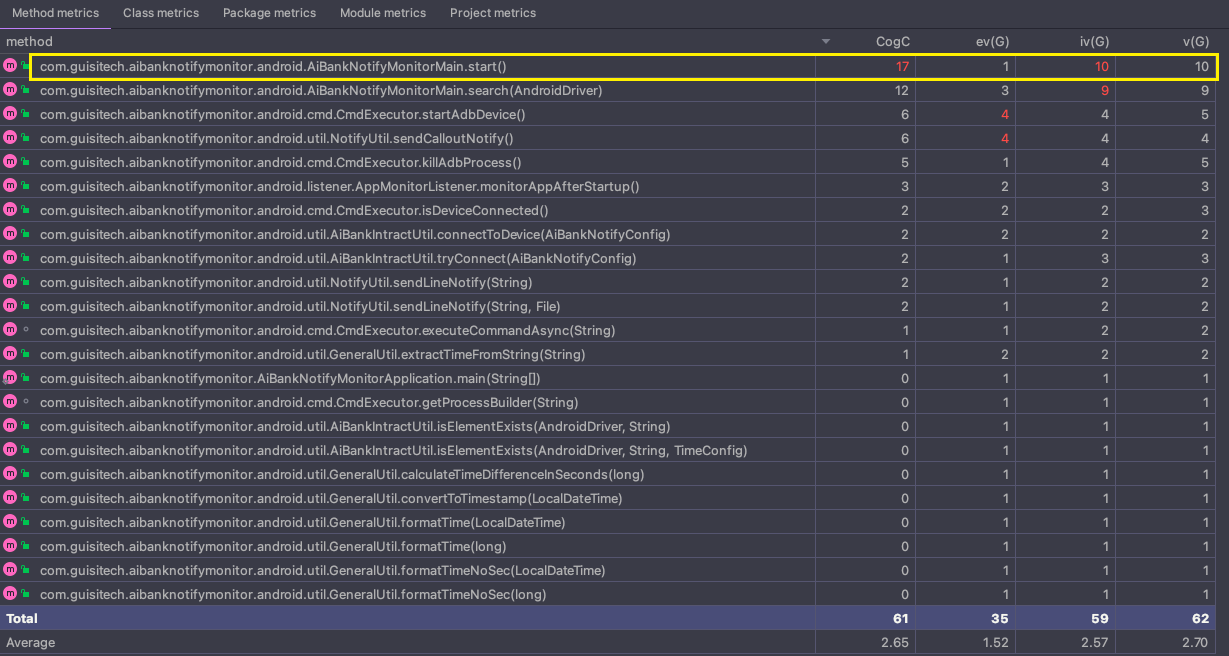 Method metrics Class metrics Package metrics Module metrics Project metrics
method CogC ev(G) iv(G) v(G)
m com.guisitech.aibanknotifymonitor.android.AiBankNotifyMonitorMain.start() 17 1 10 10
m com.guisitech.aibanknotifymonitor.android.AiBankNotifyMonitorMain.search(AndroidDriver) 12 3 9 9
m com.guisitech.aibanknotifymonitor.android.cmd.CmdExecutor.startAdbDevice() 6 4 4 5
m com.guisitech.aibanknotifymonitor.android.util.NotifyUtil.sendCalloutNotify() 6 4 4 4
m com.guisitech.aibanknotifymonitor.android.cmd.CmdExecutor.killAdbProcess() 5 1 4 5
m com.guisitech.aibanknotifymonitor.android.listener.AppMonitorListener.monitorAppAfterStartup() 3 2 3 3
m com.guisitech.aibanknotifymonitor.android.cmd.CmdExecutor.isDeviceConnected() 2 2 2 3
m com.guisitech.aibanknotifymonitor.android.util.AiBankIntractUtil.connectToDevice(AiBankNotifyConfig) 2 2 2 2
m com.guisitech.aibanknotifymonitor.android.util.AiBankIntractUtil.tryConnect(AiBankNotifyConfig) 2 1 3 3
m com.guisitech.aibanknotifymonitor.android.util.NotifyUtil.sendLineNotify(String) 2 1 2 2
m com.guisitech.aibanknotifymonitor.android.util.NotifyUtil.sendLineNotify(String, File) 2 1 2 2
m com.guisitech.aibanknotifymonitor.android.cmd.CmdExecutor.executeCommandAsync(String) 1 1 2 2
m com.guisitech.aibanknotifymonitor.android.util.GeneralUtil.extractTimeFromString(String) 1 2 2 2
m com.guisitech.aibanknotifymonitor.AiBankNotifyMonitorApplication.main(String[]) 0 1 1 1
m com.guisitech.aibanknotifymonitor.android.cmd.CmdExecutor.getProcessBuilder(String) 0 1 1 1
m com.guisitech.aibanknotifymonitor.android.util.AiBankIntractUtil.isElementExists(AndroidDriver, String) 0 1 1 1
m com.guisitech.aibanknotifymonitor.android.util.AiBankIntractUtil.isElementExists(AndroidDriver, String, TimeConfig) 0 1 1 1
m com.guisitech.aibanknotifymonitor.android.util.GeneralUtil.calculateTimeDifferenceInSeconds(long) 0 1 1 1
m com.guisitech.aibanknotifymonitor.android.util.GeneralUtil.convertToTimestamp(LocalDateTime) 0 1 1 1
m com.guisitech.aibanknotifymonitor.android.util.GeneralUtil.formatTime(LocalDateTime) 0 1 1 1
m com.guisitech.aibanknotifymonitor.android.util.GeneralUtil.formatTime(long) 0 1 1 1
m com.guisitech.aibanknotifymonitor.android.util.GeneralUtil.formatTimeNoSec(LocalDateTime) 0 1 1 1
m com.guisitech.aibanknotifymonitor.android.util.GeneralUtil.formatTimeNoSec(long) 0 1 1 1
Total 61 35 59 62
Average 2.65 1.52 2.57 2.70